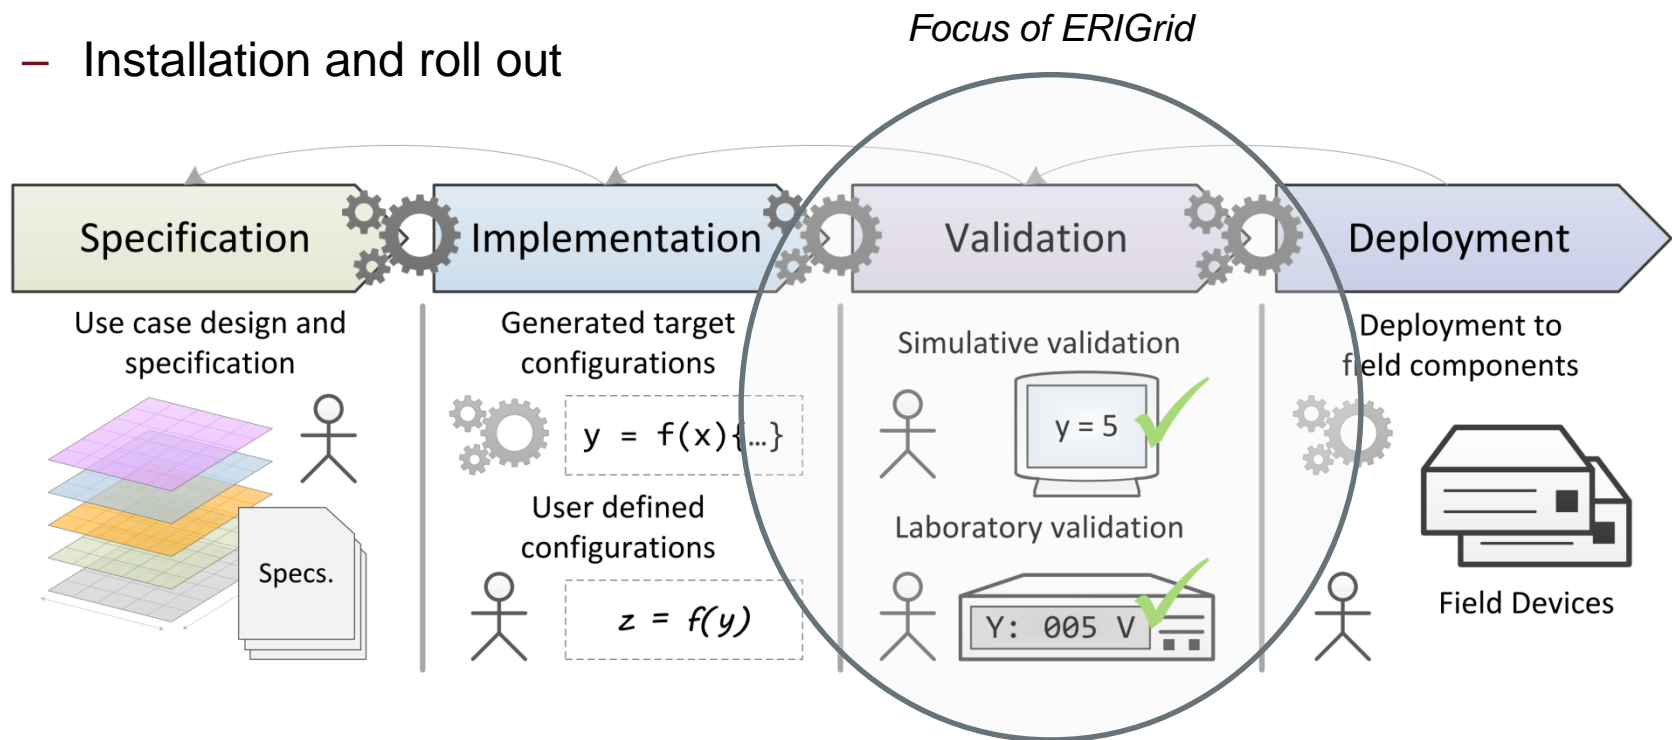 Focus of ERIGrid
– Installation and roll out
Specification
Implementation
Validation
Deployment
Use case design and
specification
Specs.
Generated target
configurations
y = f(x){…}
User defined
configurations
z = f(y)
Simulative validation
y = 5
Laboratory validation
Y: 005 V
Deployment to
field components
Field Devices